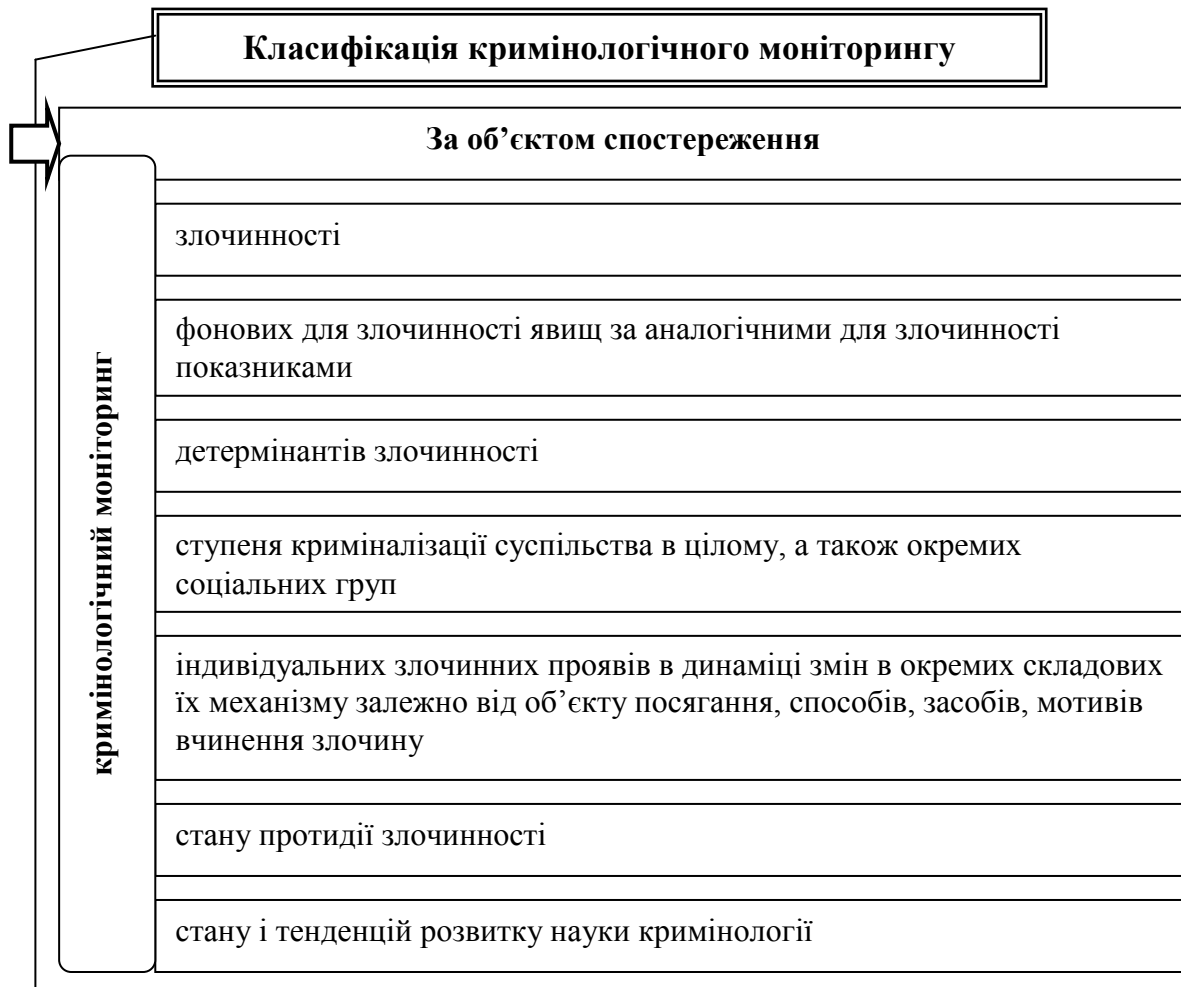 Класифікація кримінологічного моніторингу
За об’єктом спостереження
кримінологічний моніторинг
злочинності
фонових для злочинності явищ за аналогічними для злочинності
показниками
детермінантів злочинності
ступеня криміналізації суспільства в цілому, а також окремих
соціальних груп
індивідуальних злочинних проявів в динаміці змін в окремих складових
їх механізму залежно від об’єкту посягання, способів, засобів, мотивів
вчинення злочину
стану протидії злочинності
стану і тенденцій розвитку науки кримінології